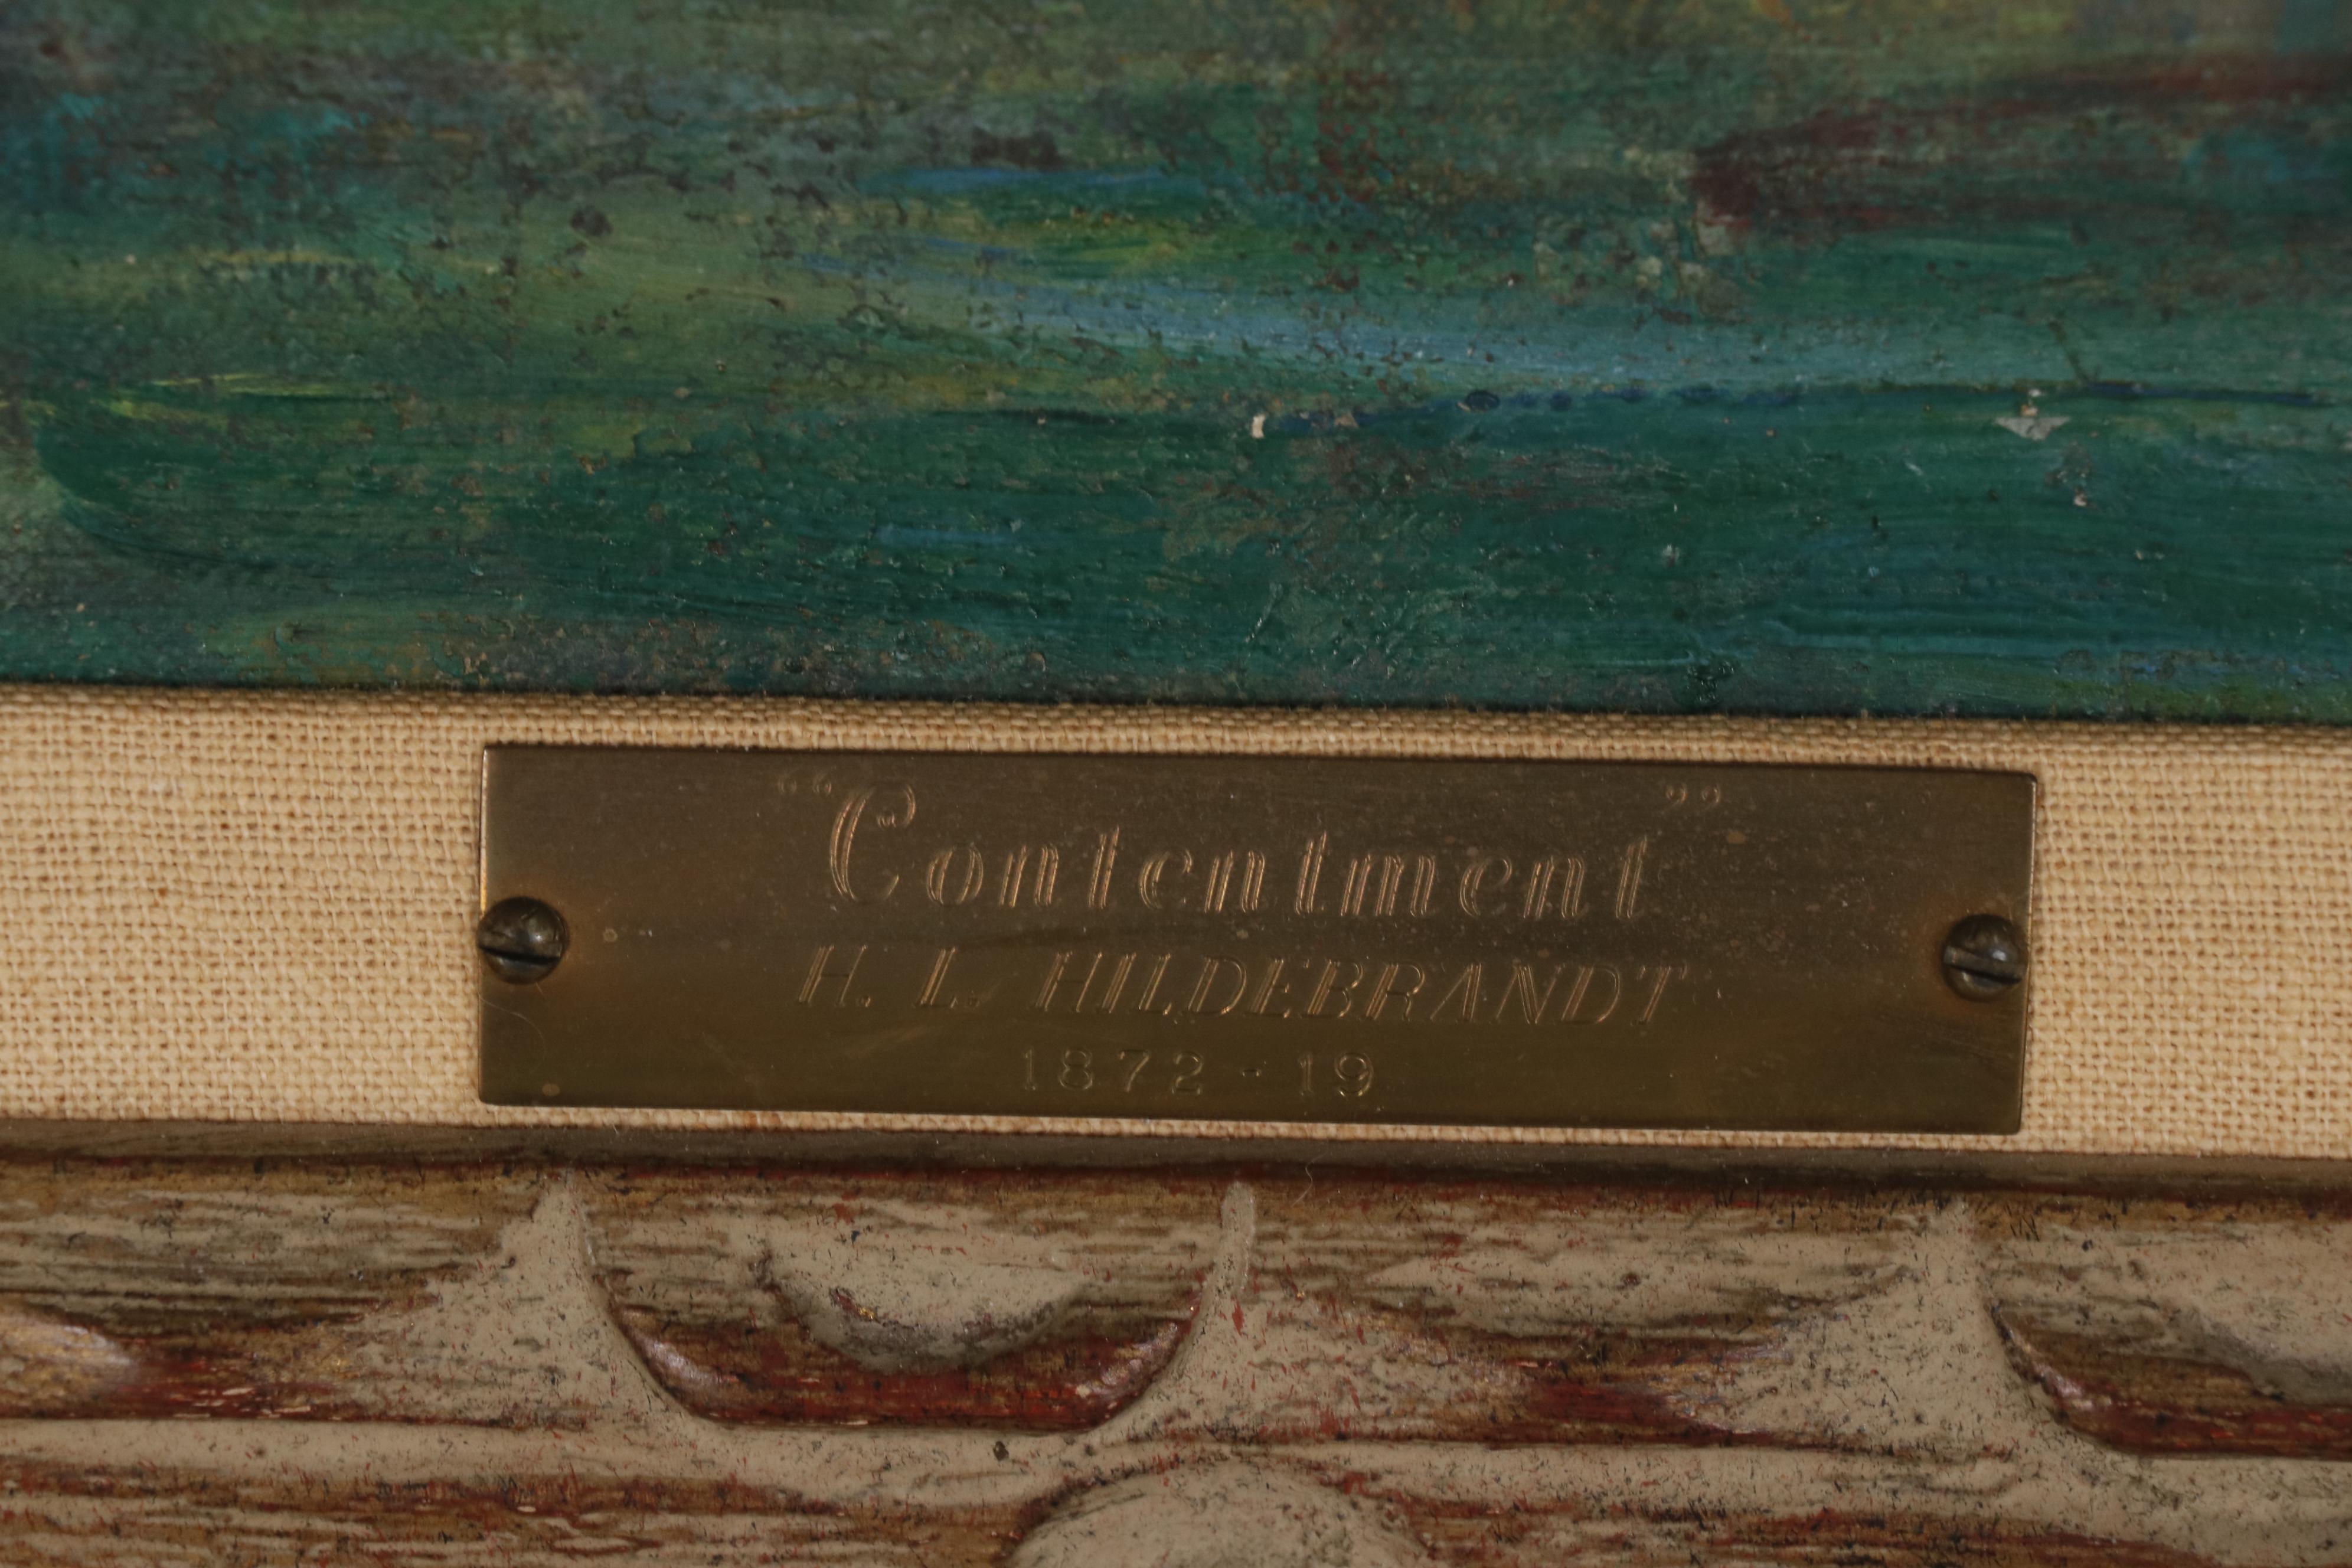 “Contentment”
H. L. HILDEBRANDT
1872 - 19